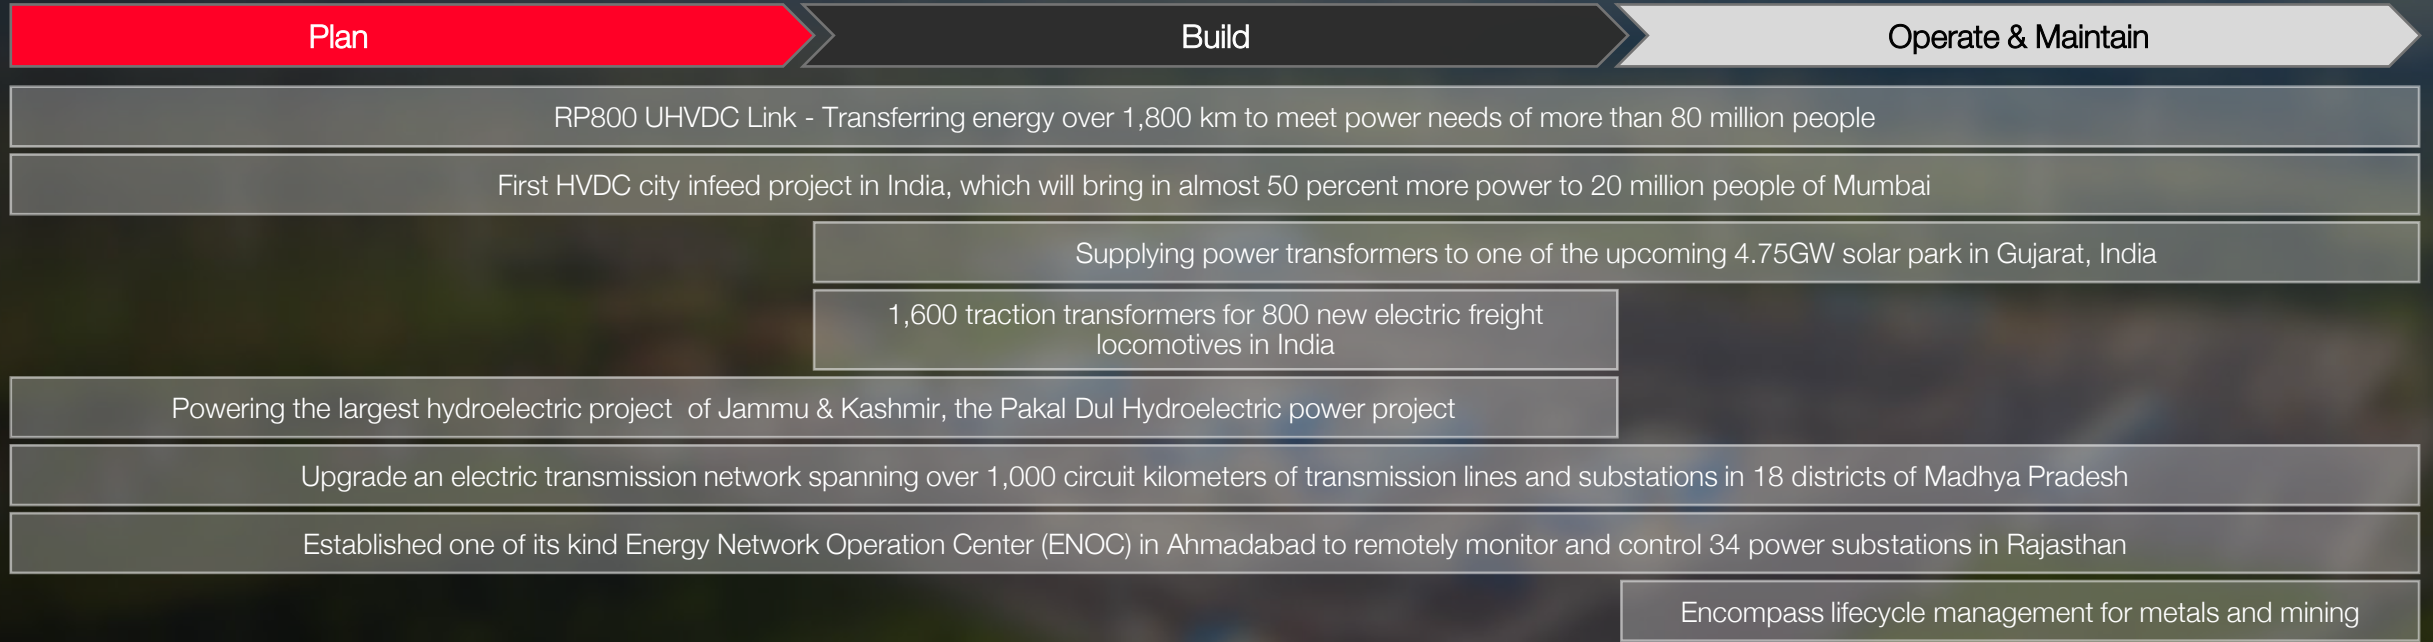 Plan
Build
Operate & Maintain
RP800 UHVDC Link - Transferring energy over 1,800 km to meet power needs of more than 80 million people
First HVDC city infeed project in India, which will bring in almost 50 percent more power to 20 million people of Mumbai
Supplying power transformers to one of the upcoming 4.75GW solar park in Gujarat, India
1,600 traction transformers for 800 new electric freight
locomotives in India
Powering the largest hydroelectric project  of Jammu & Kashmir, the Pakal Dul Hydroelectric power project
Upgrade an electric transmission network spanning over 1,000 circuit kilometers of transmission lines and substations in 18 districts of Madhya Pradesh
Established one of its kind Energy Network Operation Center (ENOC) in Ahmadabad to remotely monitor and control 34 power substations in Rajasthan
Encompass lifecycle management for metals and mining